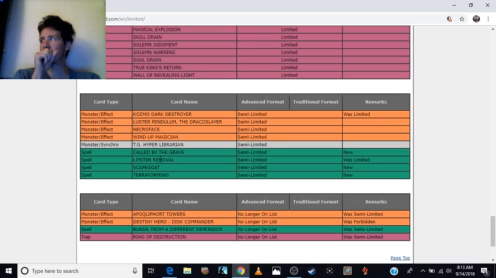 .com/en/limited/
MAGICAL EXPLOSION Limited
SKILL DRAIN Limited
SOLEMN JUDGMENT Limited
SOLEMN WARNING Limited
SOUL DRAIN Limited
TRUE KING'S RETURN Limited
WALL OF REVEALING LIGHT Limited
Card Type Card Name Advanced Format Traditional Format Remarks
Monster/Effect KOZMO DARK DESTROYER Semi-Limited Was Limited
Monster/Effect LUSTER PENDULUM, THE DRACOSLAYER Semi-Limited
Monster/Effect NECROFACE Semi-Limited
Monster/Effect WIND-UP MAGICIAN Semi-Limited
Monster/Synchro T.G. HYPER LIBRARIAN Semi-Limited
Spell CALLED BY THE GRAVE Semi-Limited New
Spell LIMITER REMOVAL Semi-Limited Was Limited
Spell SCAPEGOAT Semi-Limited New
Spell TERRAFORMING Semi-Limited New
Card Type Card Name Advanced Format Traditional Format Remarks
Monster/Effect APOQLIPHORT TOWERS No Longer On List Was Semi-Limited
Monster/Effect DESTINY HERO - DISK COMMANDER No Longer On List Was Forbidden
Spell BURIAL FROM A DIFFERENT DIMENSION No Longer On List Was Semi-Limited
Trap RING OF DESTRUCTION No Longer On List Was Semi-Limited
Page Top
Type here to search
8:13 AM
9/14/2018